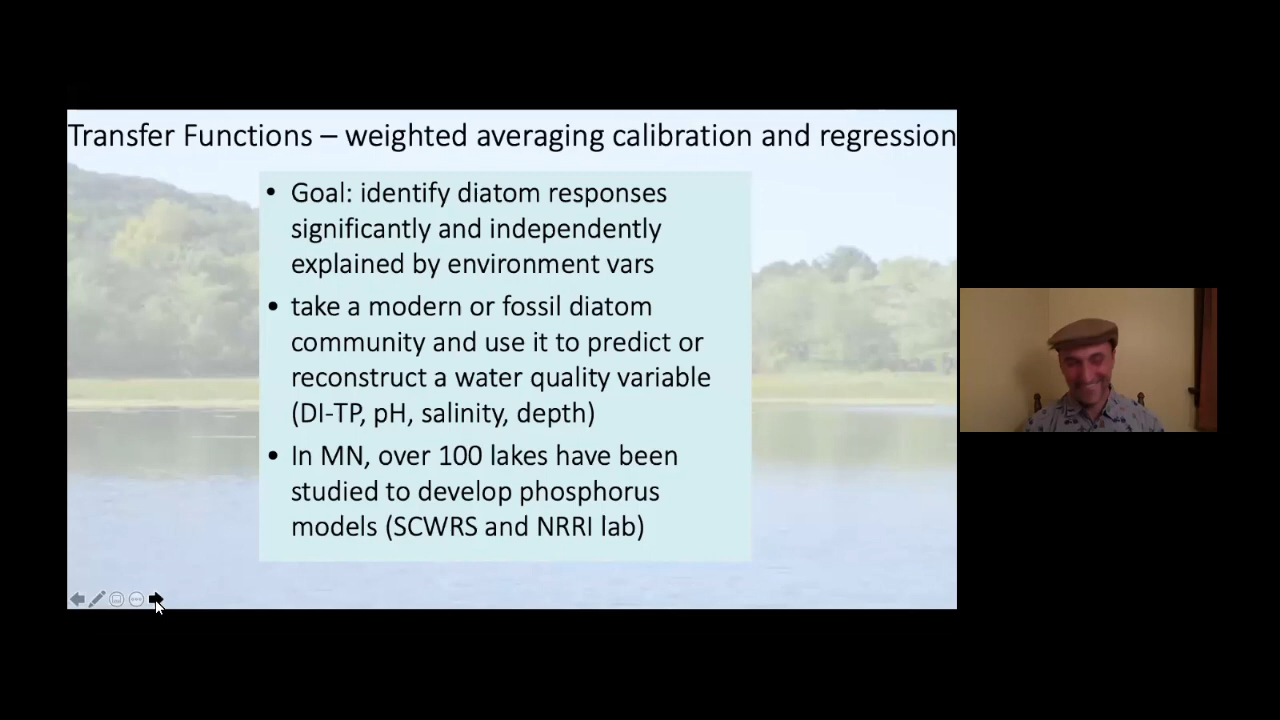 Transfer Functions – weighted averaging calibration and regression
• Goal: identify diatom responses
significantly and independently
explained by environment vars
• take a modern or fossil diatom
community and use it to predict or
reconstruct a water quality variable
(DI-TP, pH, salinity, depth)
• In MN, over 100 lakes have been
studied to develop phosphorus
models (SCWRS and NRRI lab)